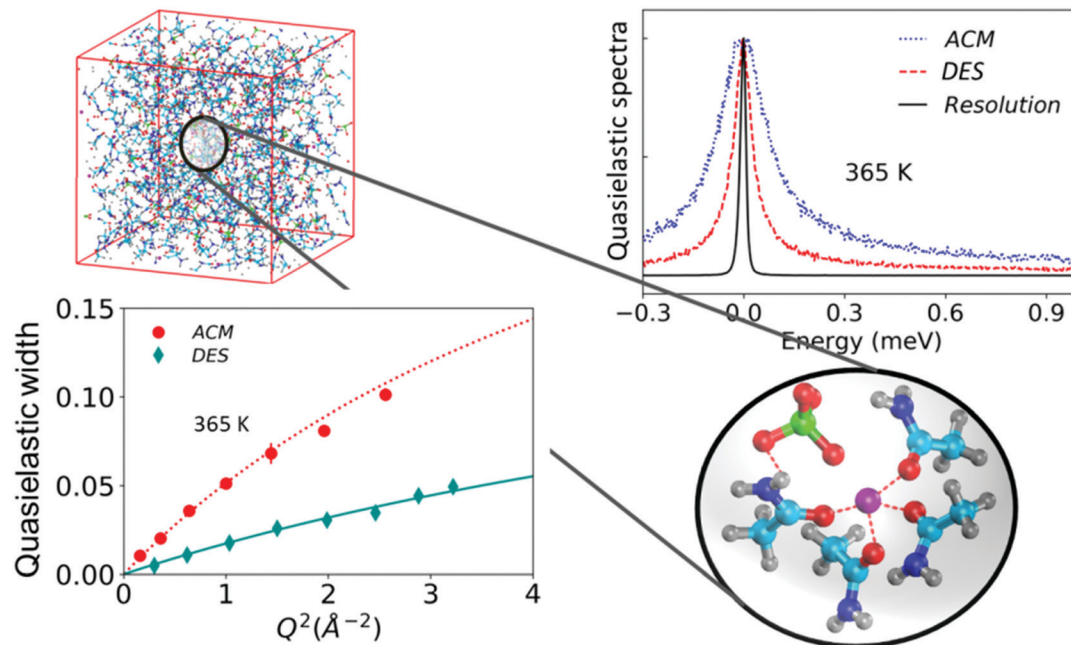 Quasielastic spectra
ACM
DES
Resolution
365 K
−0.3
0.0
0.3
0.6
0.9
Energy (meV)
Quasielastic width
0.15
0.10
0.05
0.00
ACM
DES
365 K
0
1
2
3
4
Q²(Å⁻²)